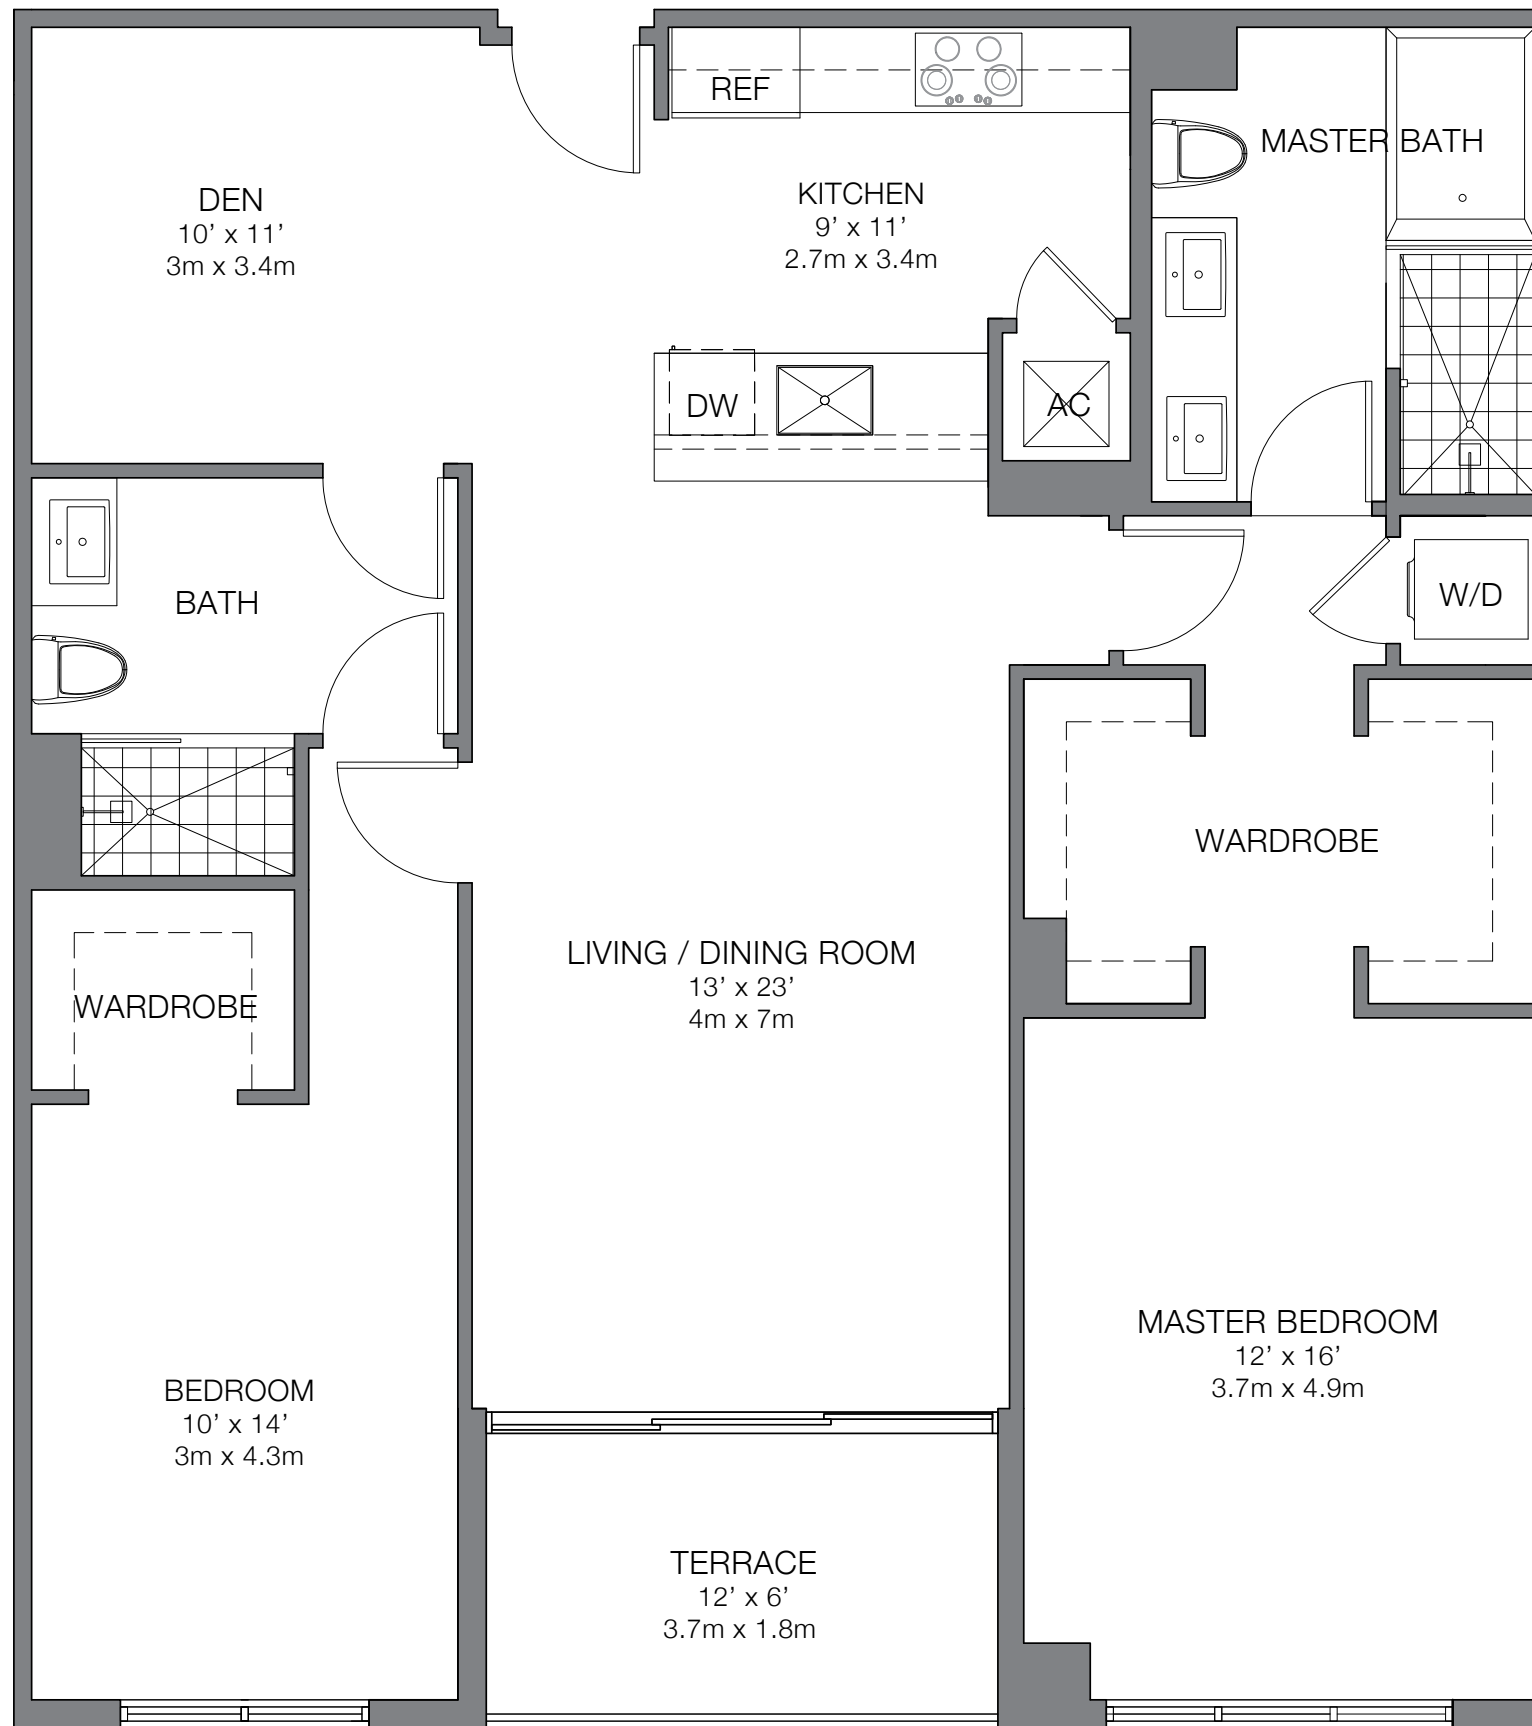 REF
MASTER BATH
DEN
10’ x 11’
3m x 3.4m
KITCHEN
9’ x 11’
2.7m x 3.4m
DW
AC
BATH
W/D
WARDROBE
LIVING / DINING ROOM
13’ x 23’
4m x 7m
WARDROBE
MASTER BEDROOM
12’ x 16’
3.7m x 4.9m
BEDROOM
10’ x 14’
3m x 4.3m
TERRACE
12’ x 6’
3.7m x 1.8m